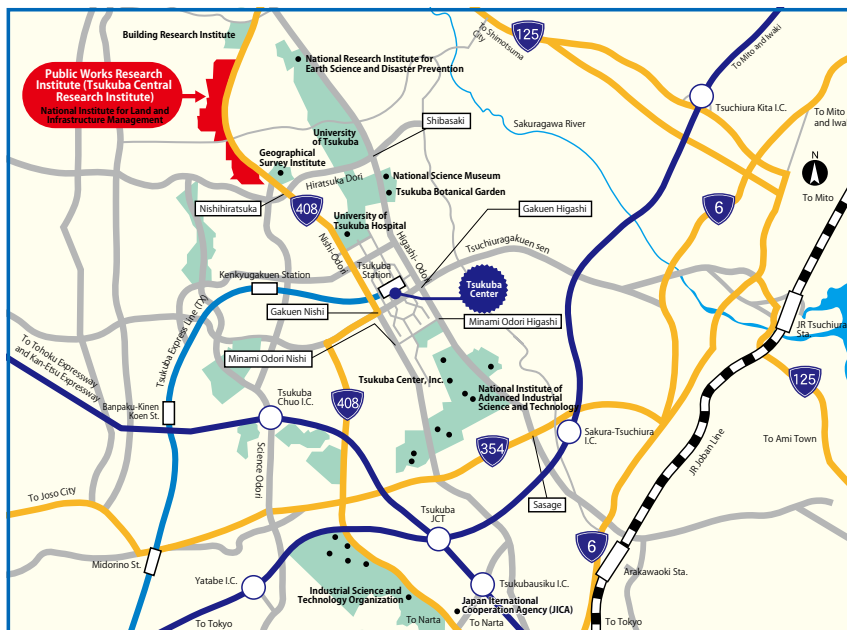 Building Research Institute
To Shimotsuma
City
125
To Mito and Iwaki
National Research Institute for
Earth Science and Disaster Prevention
Public Works Research
Institute (Tsukuba Central
Research Institute)
National Institute for Land and
Infrastructure Management
Tsuchiura Kita I.C.
To Mito
and Iwa
Shibasaki
Sakuragawa River
University
of Tsukuba
Geographical
Survey Institute
N
National Science Museum
Hiratsuka Dori
Tsukuba Botanical Garden
To Mito
Nishihiratsuka
408
Gakuen Higashi
6
University of
Tsukuba Hospital
Nishi-Odori
Higashi- Odori
Tsuchiuragakuen sen
Tsukuba
Station
Kenkyugakuen Station
Tsukuba
Center
Tsukuba Express Line (TX)
Gakuen Nishi
Minami Odori Higashi
JR Tsuchiura
Sta.
To Tohoku Expressway
and Kan-Etsu Expressway
Minami Odori Nishi
Tsukuba Center, Inc.
National Institute of
Advanced Industrial
Science and Technology
125
Tsukuba
Chuo I.C.
408
Banpaku-Kinen
Koen St.
Sakura-Tsuchiura
I.C.
To Ami Town
Science Odori
354
JR Joban Line
To Joso City
Sasage
Tsukuba
JCT
6
Midorino St.
Arakawaoki Sta.
Yatabe I.C.
Tsukubausiku I.C.
Industrial Science and
Technology Organization
Japan Iternational
Cooperation Agency (JICA)
To Tokyo
To Narta
To Narta
To Tokyo